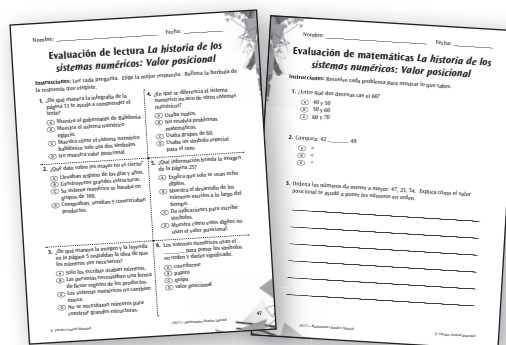 Nombre: Fecha:
Evaluación de lectura La historia de los
sistemas numéricos: Valor posicional
Instrucciones: Lee cada pregunta. Elige la mejor respuesta. Rellena la burbuja de
la respuesta que elegiste.
1. ¿De qué manera la infografía de la
página 13 te ayuda a comprender el
texto?
A Muestra al gobernante de Babilonia.
B Muestra el sistema numérico
egipcio.
C Muestra cómo el sistema numérico
babilónico solo usa dos símbolos.
D No muestra valor posicional.
2. ¿Qué dato sobre los mayas no es cierto?
A Llevaban registro de los días y años.
B Construyeron grandes estructuras.
C Su sistema numérico se basaba en
grupos de 100.
D Compraban, vendían y comerciaban
productos.
3. ¿De qué manera la imagen y la leyenda
en la página 5 respaldan la idea de que
los números son necesarios?
A Solo los escribas usaban números.
B Las personas necesitaban una forma
de llevar registro de los productos.
C Los sistemas numéricos no cambian
nunca.
D No se necesitaron números para
construir grandes estructuras.
4. ¿En qué se diferencia el sistema
numérico incaico de otros sistemas
numéricos?
A Usaba nudos.
B No resolvía problemas
matemáticos.
C Usaba grupos de 60.
D Usaba un símbolo especial
para el cero.
5. ¿Qué información brinda la imagen
de la página 25?
A Explica que solo se usan ocho
dígitos.
B Muestra el desarrollo de los
números escritos a lo largo del
tiempo.
C Da indicaciones para escribir
símbolos.
D Muestra cómo estos dígitos no
usan el valor posicional.
6. Los sistemas numéricos usan el
para poner los símbolos
en orden y darles significado.
A cuneiforme
B papiro
C quipu
D valor posicional
47
Nombre: Fecha:
Evaluación de matemáticas La historia de los
sistemas numéricos: Valor posicional
Instrucciones: Resuelve cada problema para mostrar lo que sabes.
1. ¿Entre qué dos decenas cae el 66?
A 40 y 50
B 50 y 60
C 60 y 70
2. Compara: 42 ______ 49
A >
B <
C =
3. Ordena los números de menor a mayor: 47, 23, 54. Explica cómo el valor
posicional te ayudó a poner los números en orden.